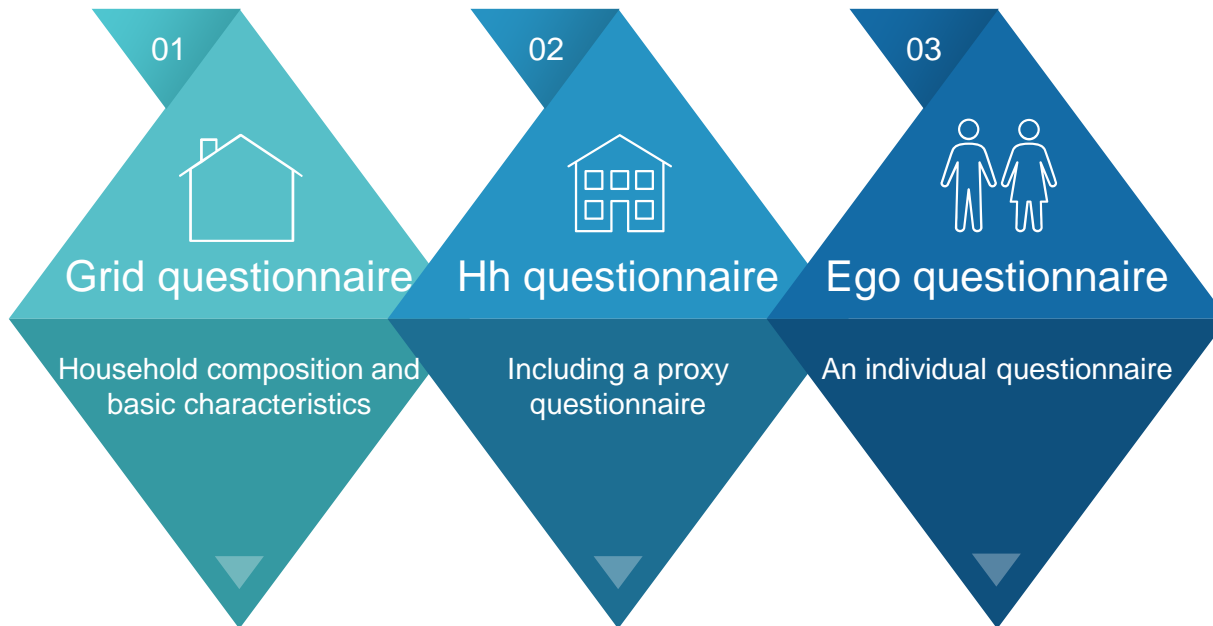 01
Grid questionnaire
Household composition and
basic characteristics
02
Hh questionnaire
Including a proxy
questionnaire
03
Ego questionnaire
An individual questionnaire